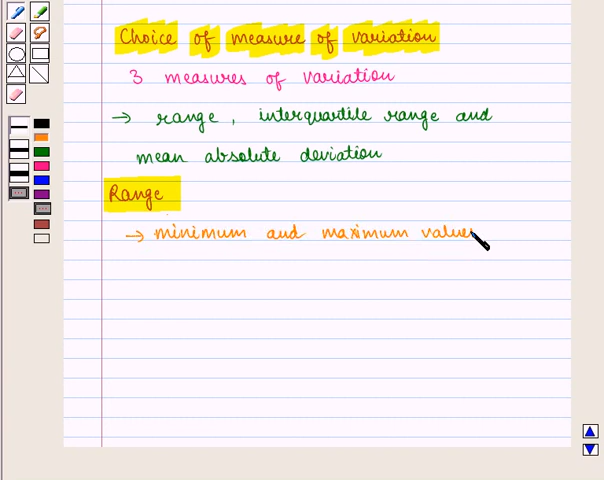 Choice of measure of variation
3 measures of variation
→ range, interquartile range and
mean absolute deviation
Range
→ minimum and maximum value